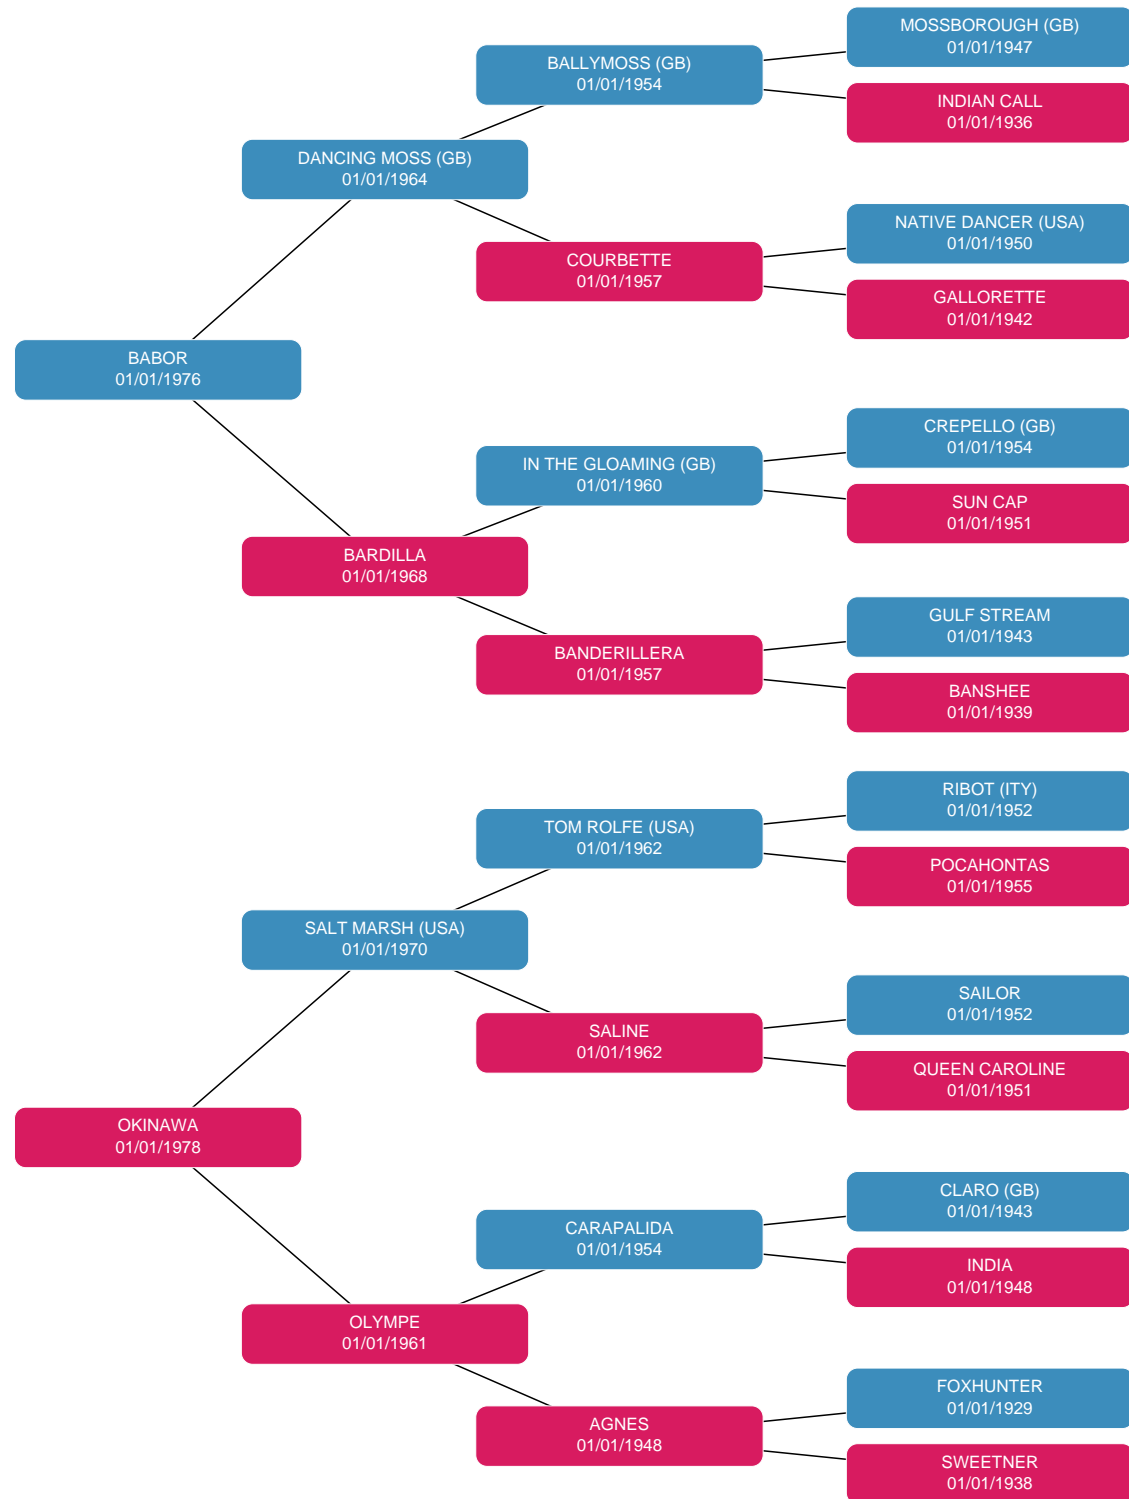 MOSSBOROUGH (GB)
01/01/1947
BALLYMOSS (GB)
01/01/1954
INDIAN CALL
01/01/1936
DANCING MOSS (GB)
01/01/1964
NATIVE DANCER (USA)
01/01/1950
COURBETTE
01/01/1957
GALLORETTE
01/01/1942
BABOR
01/01/1976
CREPELLO (GB)
01/01/1954
IN THE GLOAMING (GB)
01/01/1960
SUN CAP
01/01/1951
BARDILLA
01/01/1968
GULF STREAM
01/01/1943
BANDERILLERA
01/01/1957
BANSHEE
01/01/1939
RIBOT (ITY)
01/01/1952
TOM ROLFE (USA)
01/01/1962
POCAHONTAS
01/01/1955
SALT MARSH (USA)
01/01/1970
SAILOR
01/01/1952
SALINE
01/01/1962
QUEEN CAROLINE
01/01/1951
OKINAWA
01/01/1978
CLARO (GB)
01/01/1943
CARAPALIDA
01/01/1954
INDIA
01/01/1948
OLYMPE
01/01/1961
FOXHUNTER
01/01/1929
AGNES
01/01/1948
SWEETNER
01/01/1938